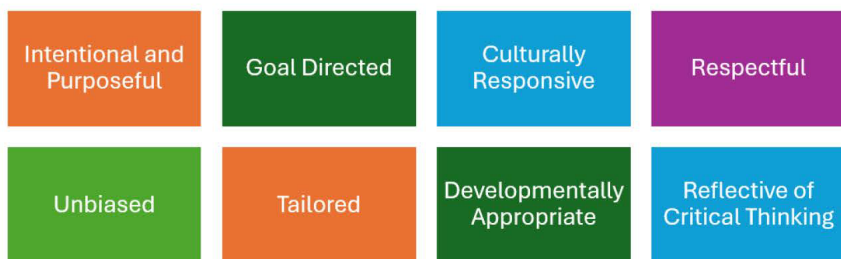 Intentional and
Purposeful
Goal Directed
Culturally
Responsive
Respectful
Unbiased
Tailored
Developmentally
Appropriate
Reflective of
Critical Thinking